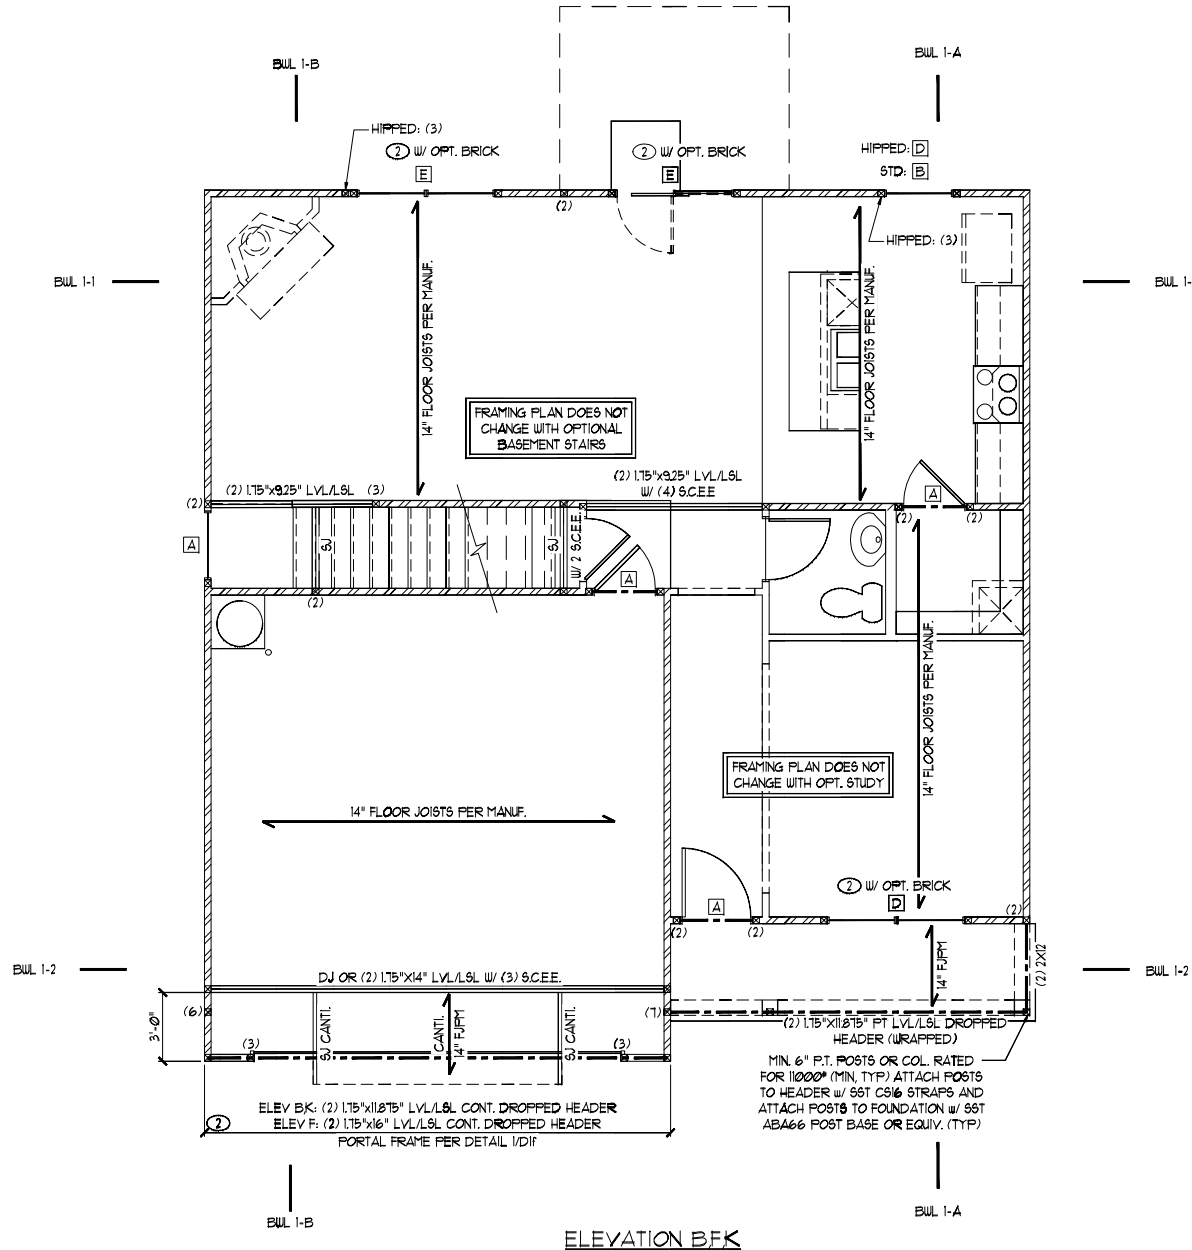 BWL 1-A
BWL 1-B
HIPPED: (3)
2 W/ OPT. BRICK
E
2 W/ OPT. BRICK
E
HIPPED: D
STD: B
(2)
HIPPED: (3)
BWL 1-1
BWL 1-
14" FLOOR JOISTS PER MANUF.
14" FLOOR JOISTS PER MANUF.
FRAMING PLAN DOES NOT
CHANGE WITH OPTIONAL
BASEMENT STAIRS
(2) 1.75"x9.25" LVL/LSL
(3)
(2) 1.75"x9.25" LVL/LSL
W/ (4) S.C.E.E
(2)
A
A
(2)
(2)
SJ
SJ
W/ 2 S.C.E.E.
A
(2)
14" FLOOR JOISTS PER MANUF.
FRAMING PLAN DOES NOT
CHANGE WITH OPT. STUDY
14" FLOOR JOISTS PER MANUF.
2 W/ OPT. BRICK
D
A
(2)
(2)
(2)
14" FJPM
(2) 2X12
BWL 1-2
BWL 1-2
DJ OR (2) 1.75"X14" LVL/LSL W/ (3) S.C.E.E.
3'-0"
(6)
(7)
(3)
(3)
SJ CANTI.
CANTI.
14" FJPM
SJ CANTI.
(2) 1.75"X11.875" PT LVL/LSL DROPPED
HEADER (WRAPPED)
MIN. 6" P.T. POSTS OR COL. RATED
FOR 11000# (MIN, TYP) ATTACH POSTS
TO HEADER W/ SST CS16 STRAPS AND
ATTACH POSTS TO FOUNDATION W/ SST
ABA66 POST BASE OR EQUIV. (TYP)
ELEV B,K: (2) 1.75"x11.875" LVL/LSL CONT. DROPPED HEADER
ELEV F: (2) 1.75"x16" LVL/LSL CONT. DROPPED HEADER
2
PORTAL FRAME PER DETAIL 1/D1f
BWL 1-B
BWL 1-A
ELEVATION B,F,K